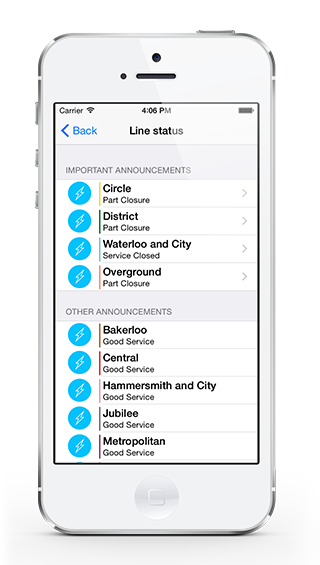 Carrier 4:06 PM
Back Line status
IMPORTANT ANNOUNCEMENTS
Circle
Part Closure
District
Part Closure
Waterloo and City
Service Closed
Overground
Part Closure
OTHER ANNOUNCEMENTS
Bakerloo
Good Service
Central
Good Service
Hammersmith and City
Good Service
Jubilee
Good Service
Metropolitan
Good Service